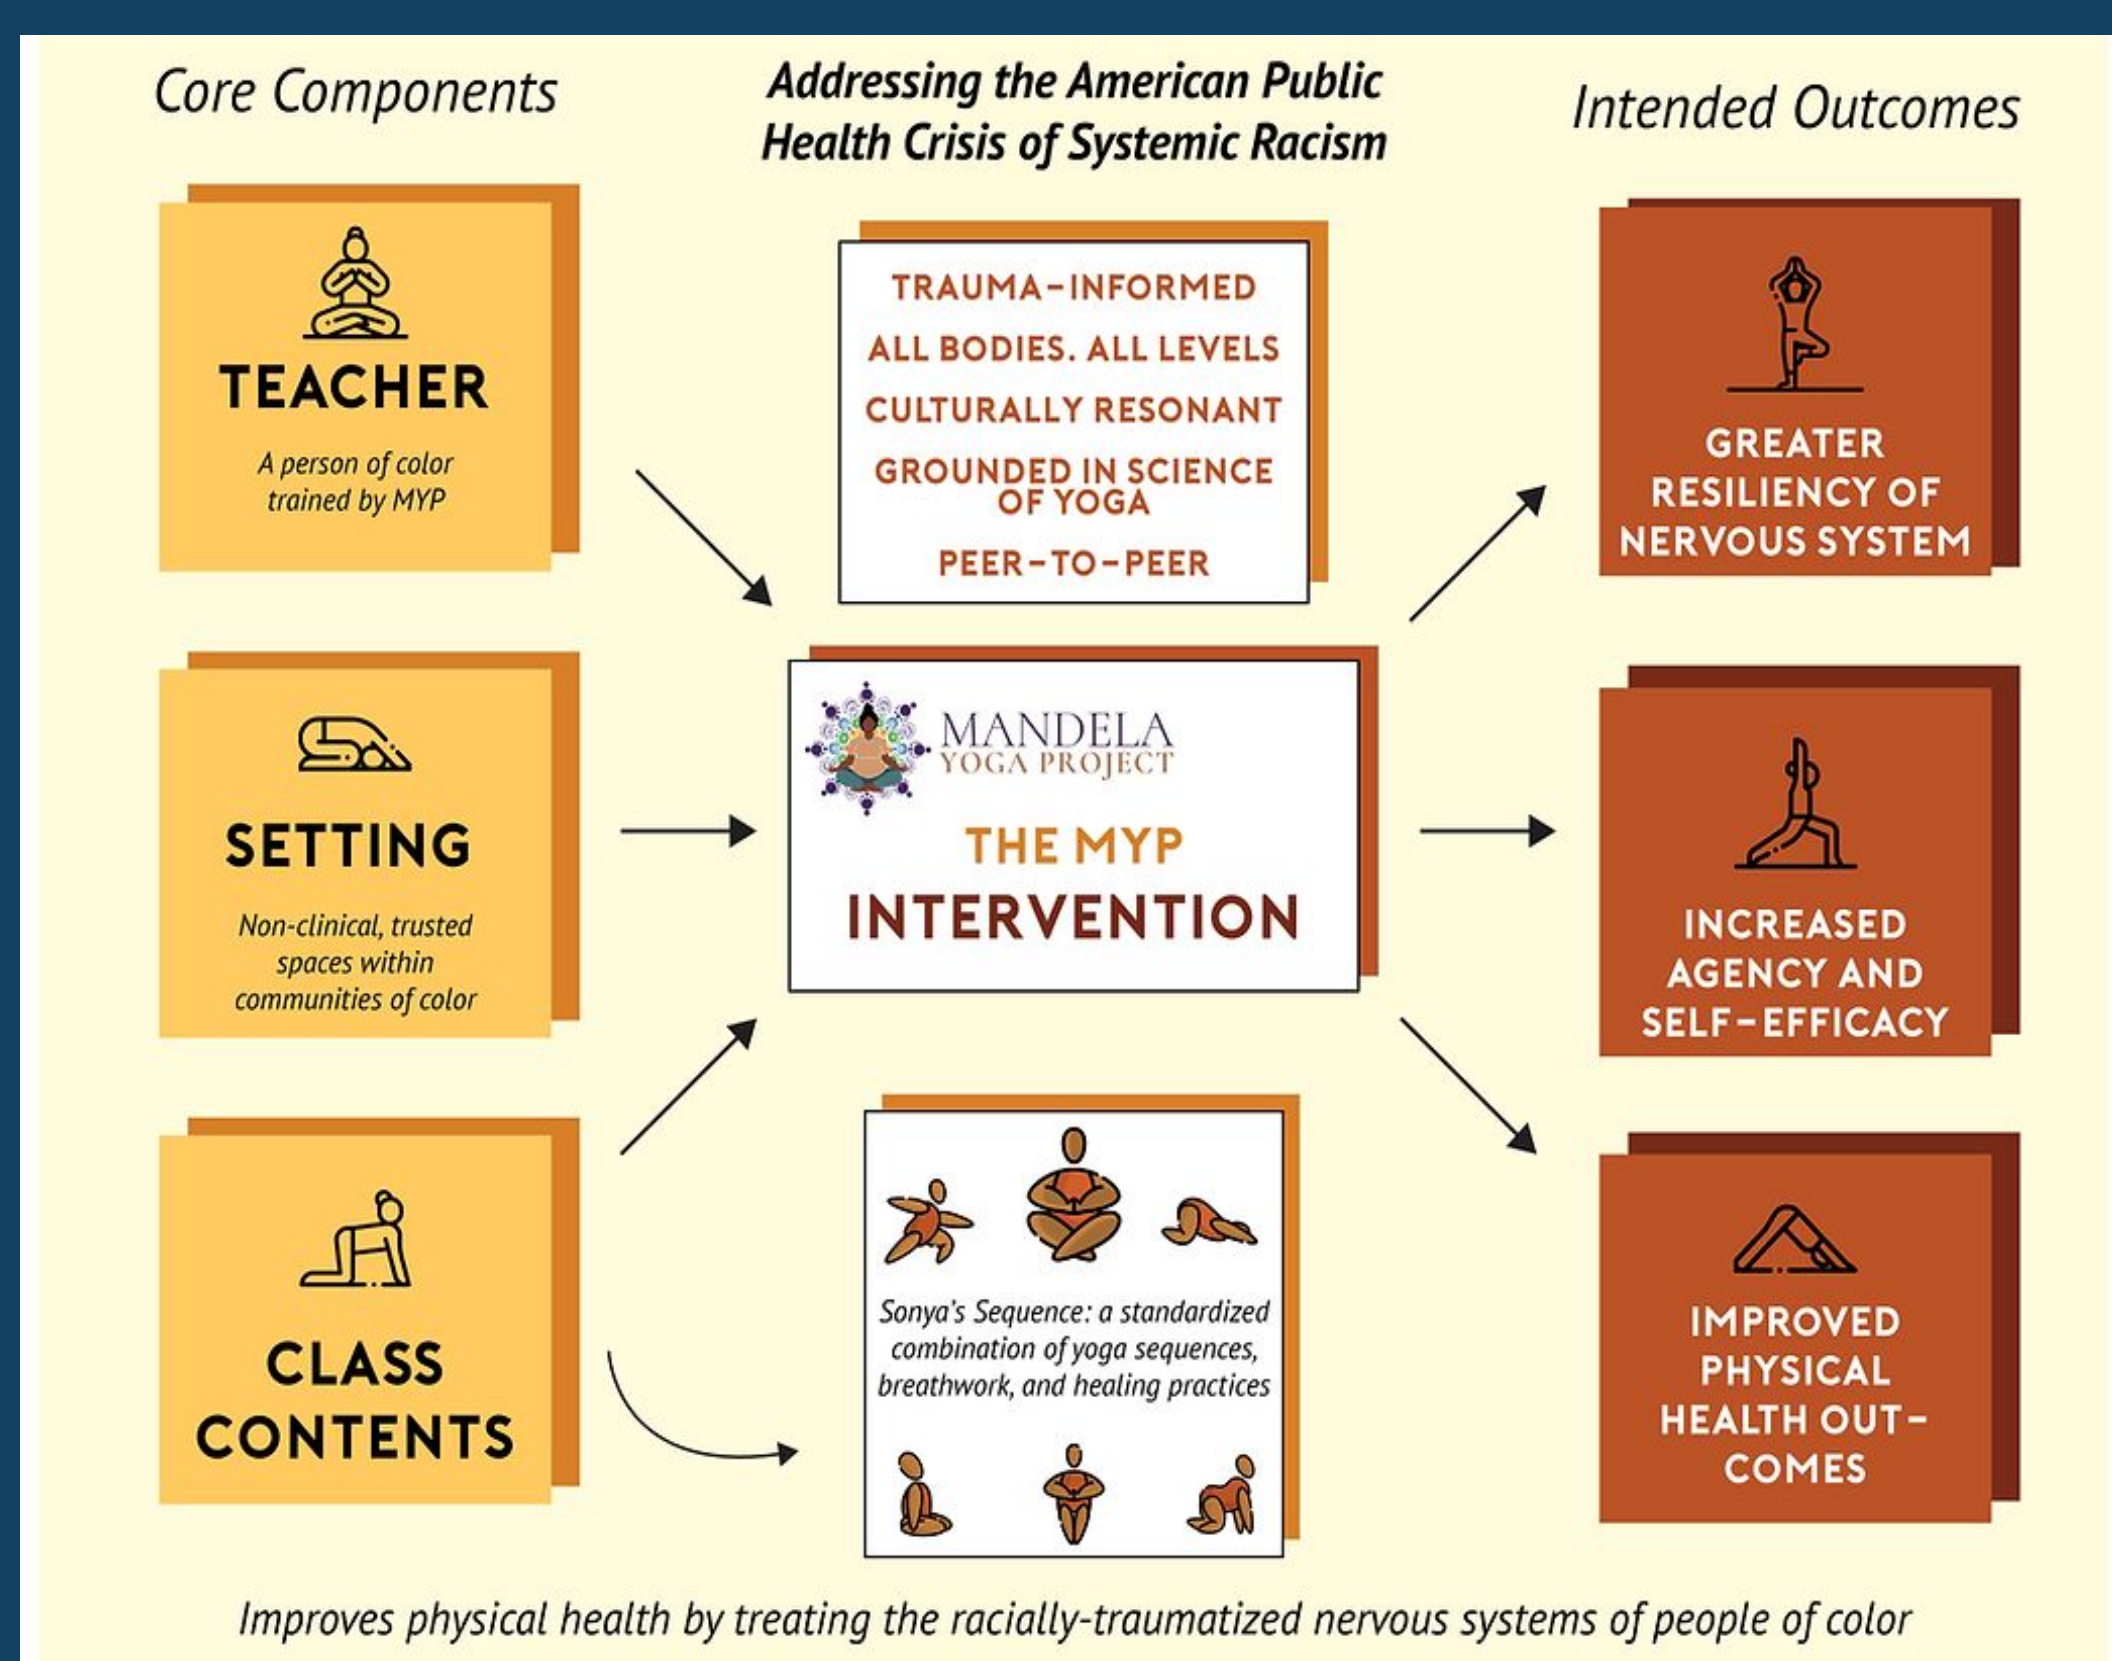 Core Components
Addressing the American Public
Health Crisis of Systemic Racism
Intended Outcomes
TEACHER
A person of color
trained by MYP
SETTING
Non-clinical, trusted
spaces within
communities of color
CLASS
CONTENTS
TRAUMA-INFORMED
ALL BODIES. ALL LEVELS
CULTURALLY RESONANT
GROUNDED IN SCIENCE
OF YOGA
PEER-TO-PEER
MANDELA
YOGA PROJECT
THE MYP
INTERVENTION
Sonya's Sequence: a standardized
combination of yoga sequences,
breathwork, and healing practices
GREATER
RESILIENCY OF
NERVOUS SYSTEM
INCREASED
AGENCY AND
SELF-EFFICACY
IMPROVED
PHYSICAL
HEALTH OUT-
COMES
Improves physical health by treating the racially-traumatized nervous systems of people of color